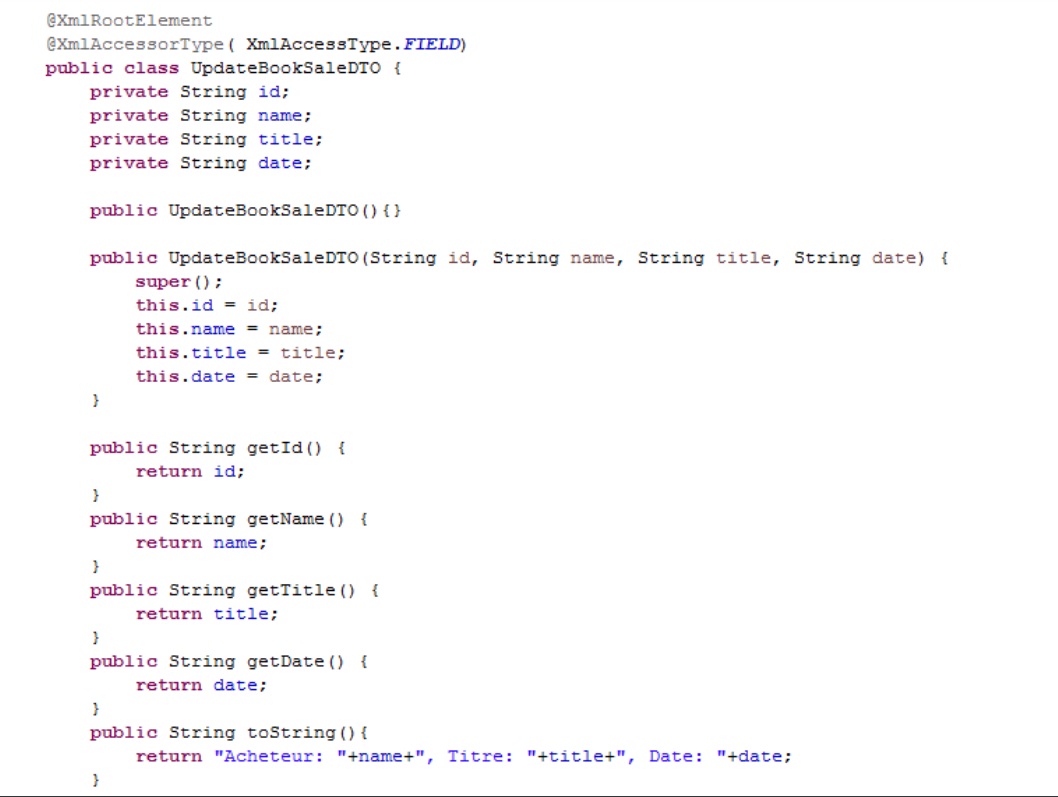 @XmlRootElement
@XmlAccessorType( XmlAccessType.FIELD)
public class UpdateBookSaleDTO {
    private String id;
    private String name;
    private String title;
    private String date;

    public UpdateBookSaleDTO(){}

    public UpdateBookSaleDTO(String id, String name, String title, String date) {
        super();
        this.id = id;
        this.name = name;
        this.title = title;
        this.date = date;
    }

    public String getId() {
        return id;
    }
    public String getName() {
        return name;
    }
    public String getTitle() {
        return title;
    }
    public String getDate() {
        return date;
    }
    public String toString(){
        return "Acheteur: "+name+", Titre: "+title+", Date: "+date;
    }